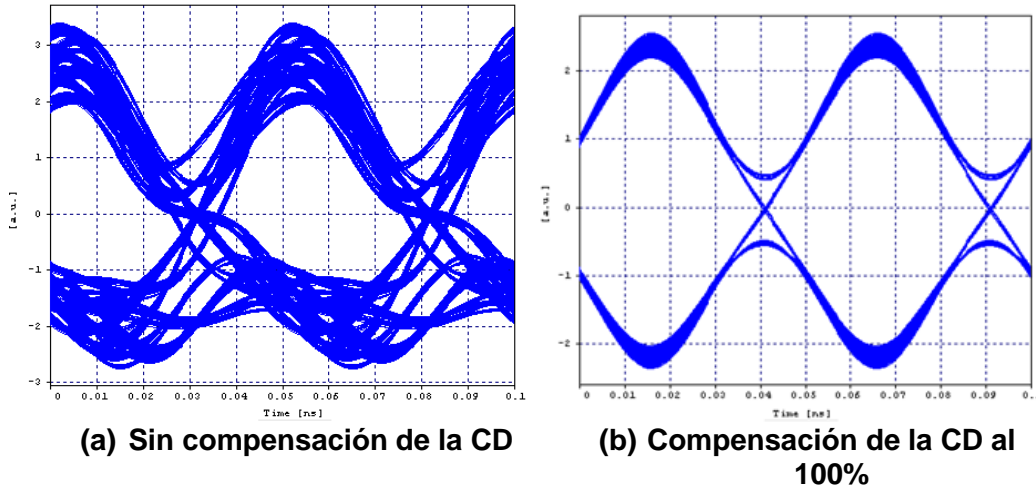 3
2
1
0
-1
-2
-3
[a.u.]
0 0.01 0.02 0.03 0.04 0.05 0.06 0.07 0.08 0.09 0.1
Time [ns]
(a) Sin compensación de la CD
2
1
0
-1
-2
[a.u.]
0 0.01 0.02 0.03 0.04 0.05 0.06 0.07 0.08 0.09 0.
Time [ns]
(b) Compensación de la CD al
100%